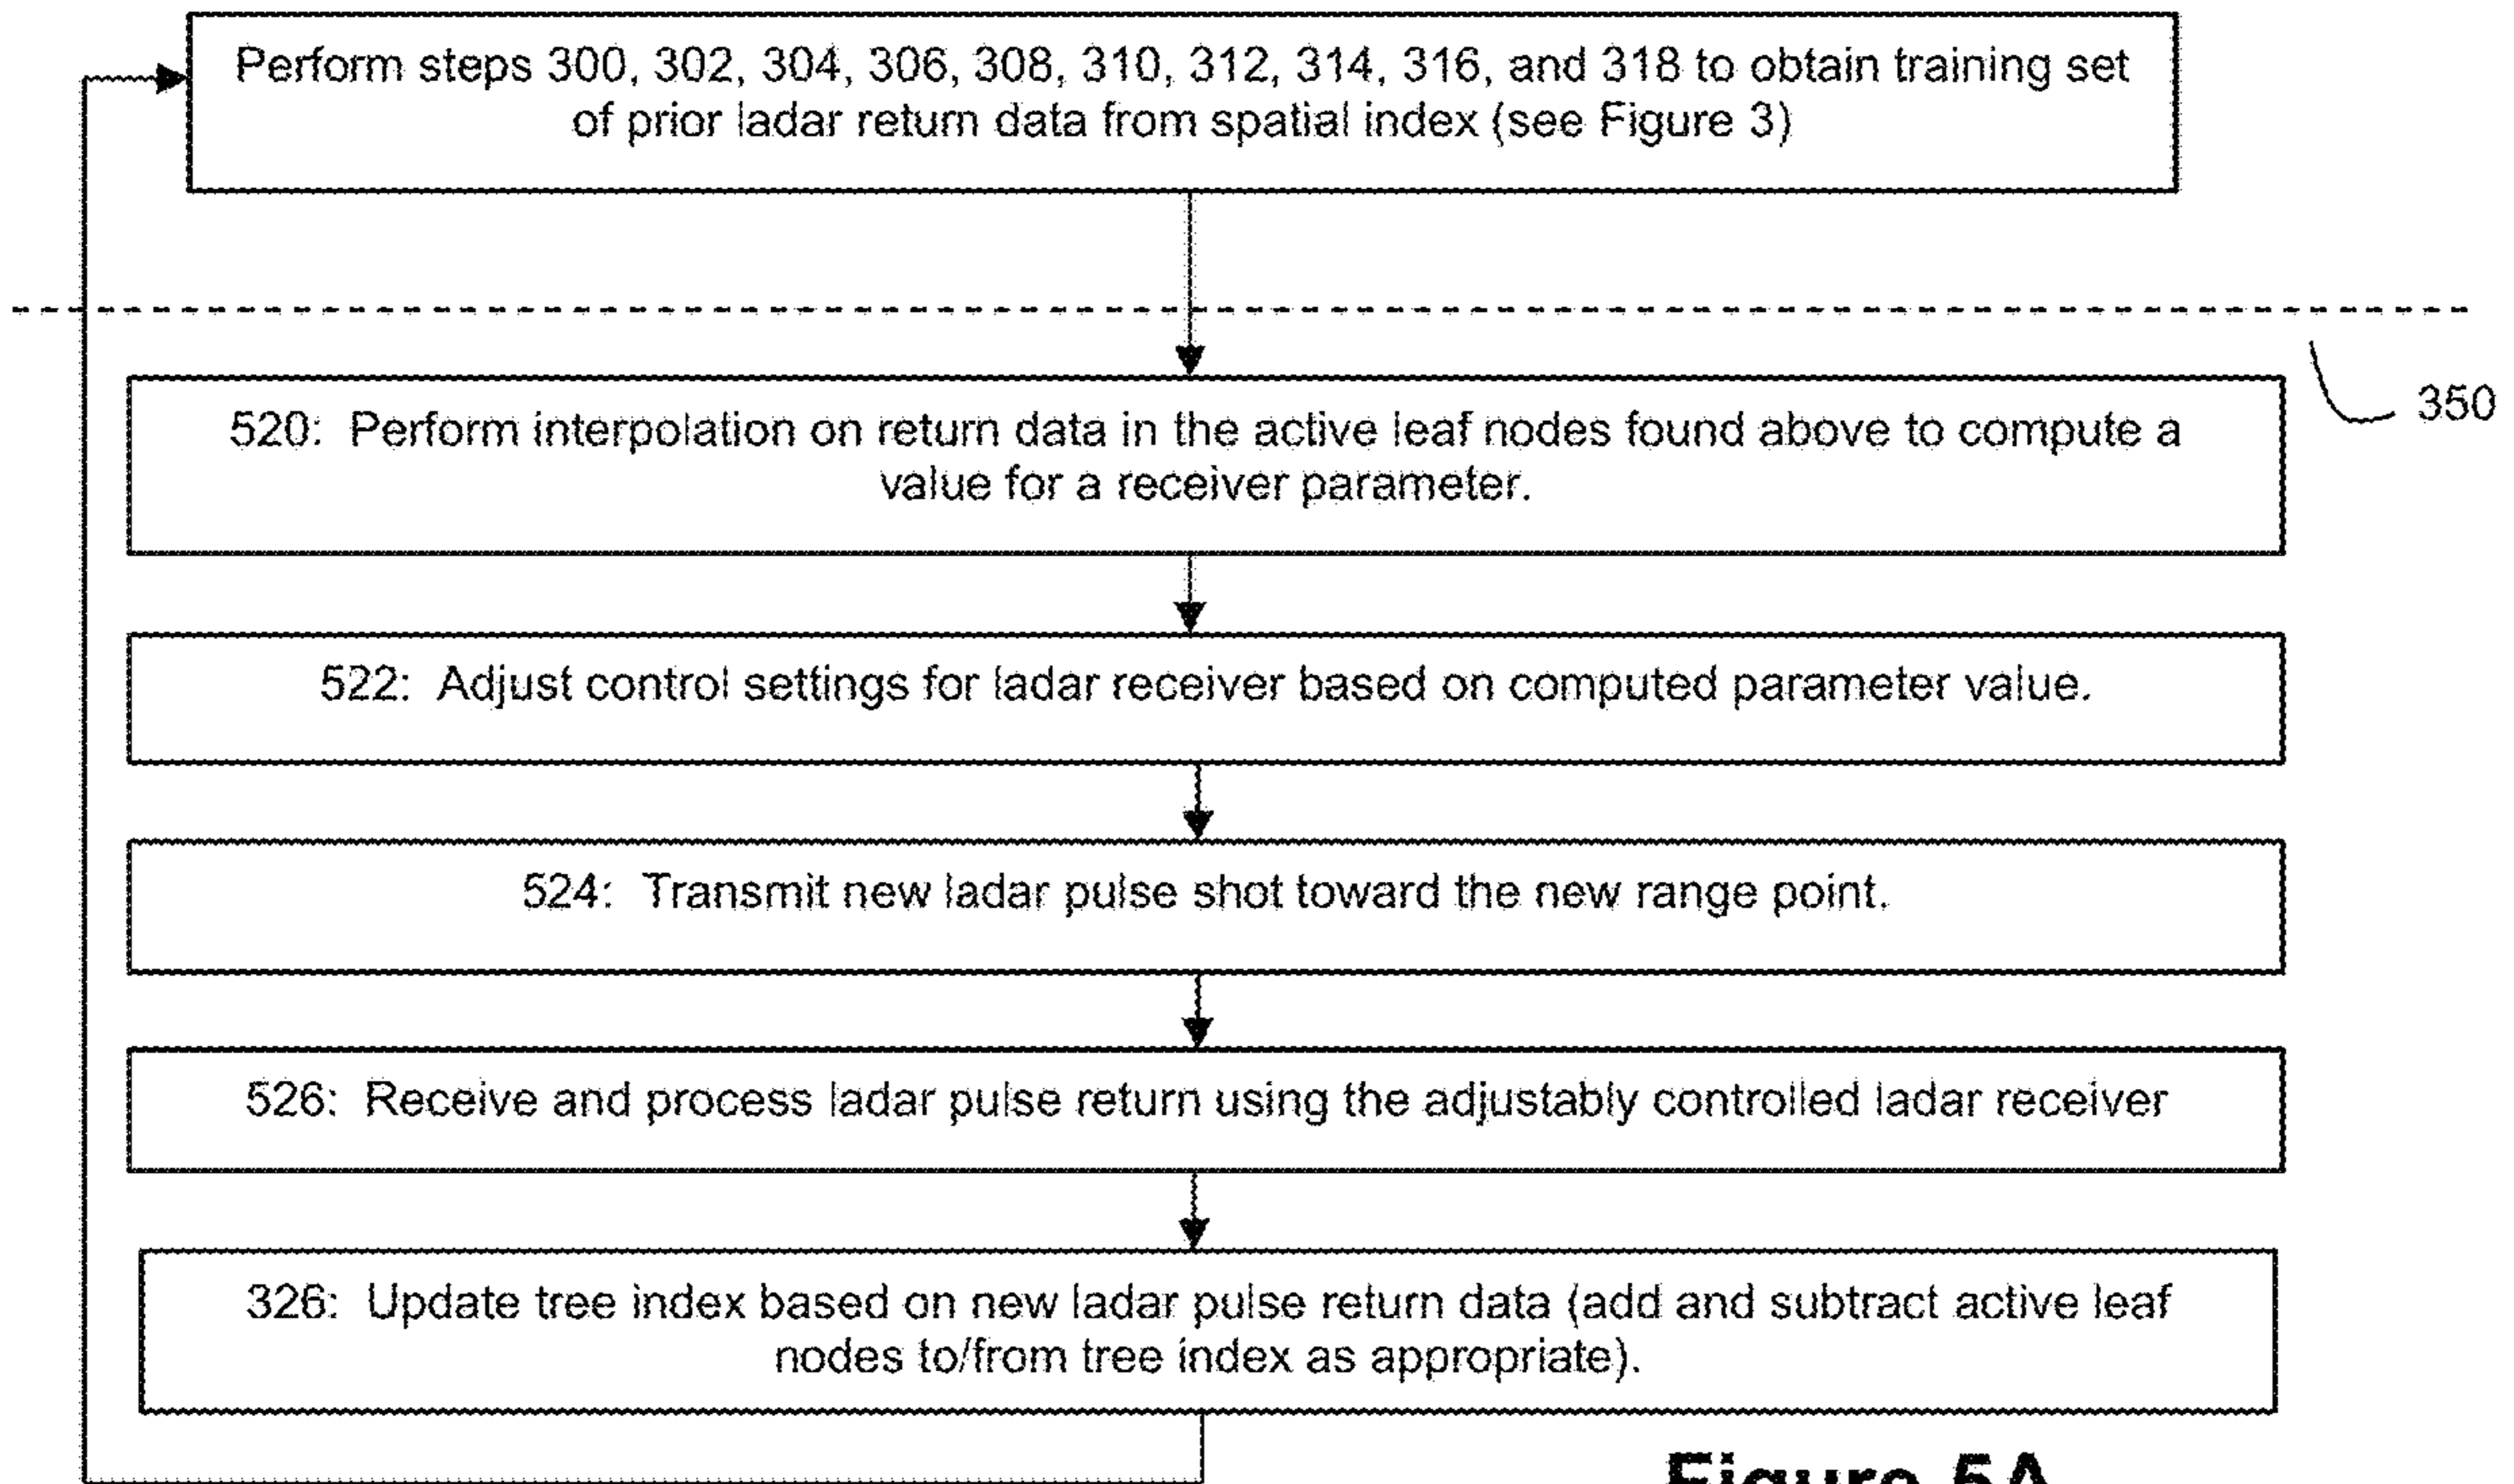 Perform steps 300, 302, 304, 306, 308, 310, 312, 314, 316, and 318 to obtain training set
of prior ladar return data from spatial index (see Figure 3)
520: Perform interpolation on return data in the active leaf nodes found above to compute a
value for a receiver parameter.
350
522: Adjust control settings for ladar receiver based on computed parameter value.
524: Transmit new ladar pulse shot toward the new range point.
526: Receive and process ladar pulse return using the adjustably controlled ladar receiver
326: Update tree index based on new ladar pulse return data (add and subtract active leaf
nodes to/from tree index as appropriate).
Figure 5A